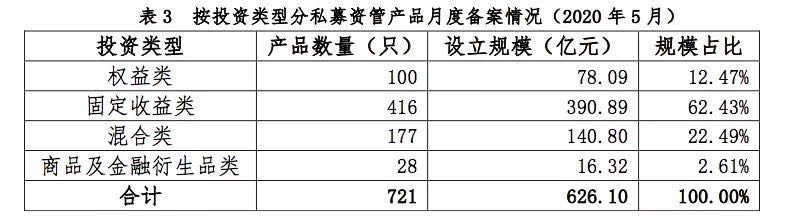 表 3 按投资类型分私募资管产品月度备案情况（2020 年 5 月）
投资类型 产品数量（只） 设立规模（亿元） 规模占比
权益类 100 78.09 12.47%
固定收益类 416 390.89 62.43%
混合类 177 140.80 22.49%
商品及金融衍生品类 28 16.32 2.61%
合计 721 626.10 100.00%